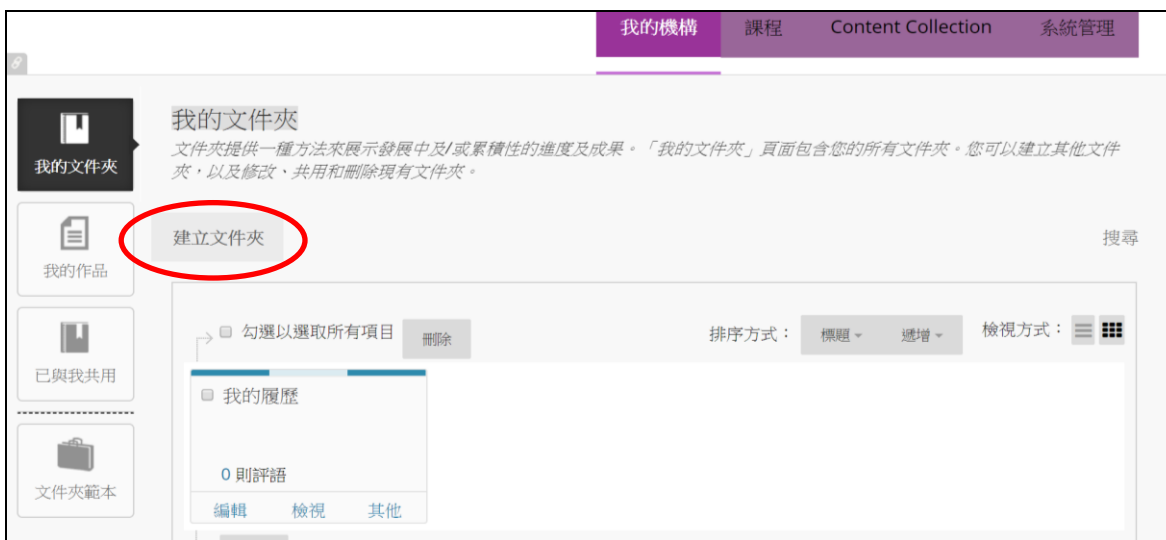 我的機構 課程 Content Collection 系統管理
我的文件夾
我的文件夾
文件夾提供一種方法來展示發展中及/或累積性的進度及成果。「我的文件夾」頁面包含您的所有文件夾。您可以建立其他文件
夾，以及修改、共用和刪除現有文件夾。
我的作品
建立文件夾 搜尋
已與我共用
勾選以選取所有項目 刪除 排序方式： 標題 遞增 檢視方式：
我的履歷
0 則評語
文件夾範本
編輯 檢視 其他